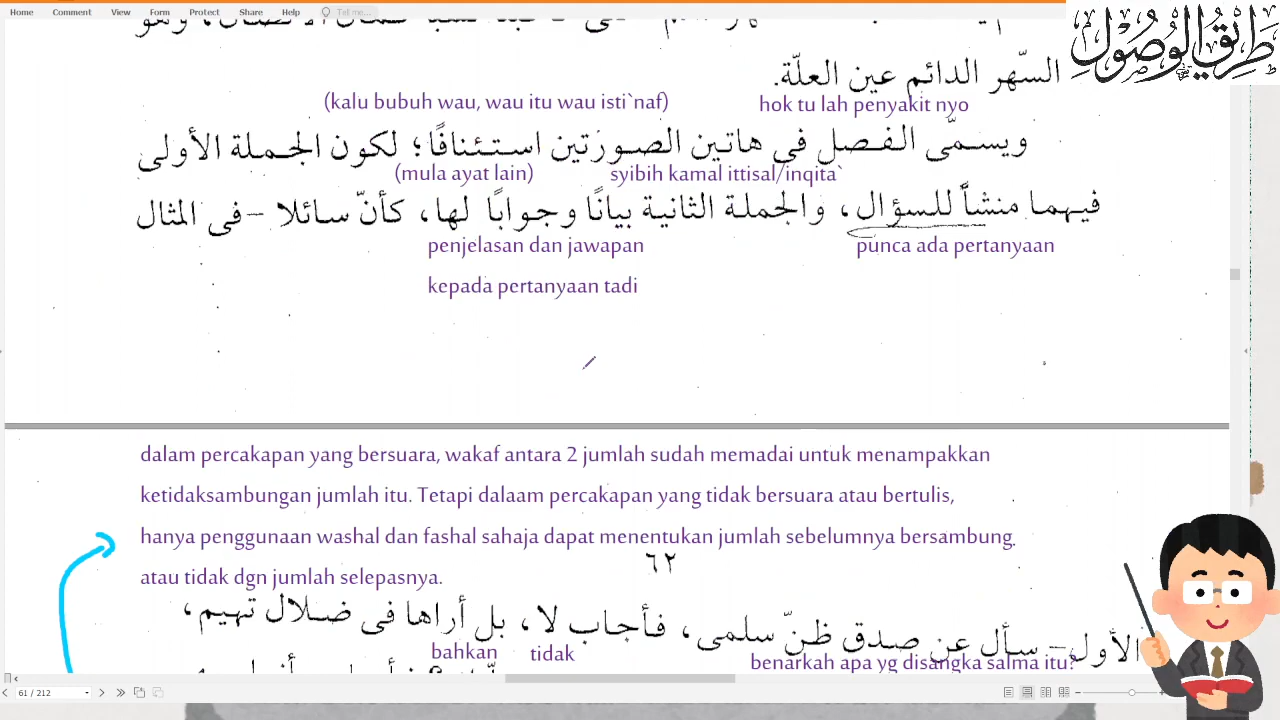 Home Comment View Form Protect Share Help Tell me...
طريق الوصول
السّهر الدائم عين العلّة.
(kalu bubuh wau, wau itu wau isti`naf) hok tu lah penyakit nyo
ويسمّى الفصل في هاتين الصورتين استئنافًا؛ لكون الجملة الأولى
(mula ayat lain) syibih kamal ittisal/inqita`
فيهما منشأً للسؤال، والجملة الثانية بيانًا وجوابًا لها، كأنّ سائلا – في المثال
penjelasan dan jawapan punca ada pertanyaan
kepada pertanyaan tadi
dalam percakapan yang bersuara, wakaf antara 2 jumlah sudah memadai untuk menampakkan
ketidaksambungan jumlah itu. Tetapi dalaam percakapan yang tidak bersuara atau bertulis,
hanya penggunaan washal dan fashal sahaja dapat menentukan jumlah sebelumnya bersambung
٦٢
atau tidak dgn jumlah selepasnya.
الأول– سأل عن صدق ظنّ سلمى، فأجاب لا، بل أراها في ضلال تهيم،
bahkan tidak benarkah apa yg disangka salma itu?
61 / 212